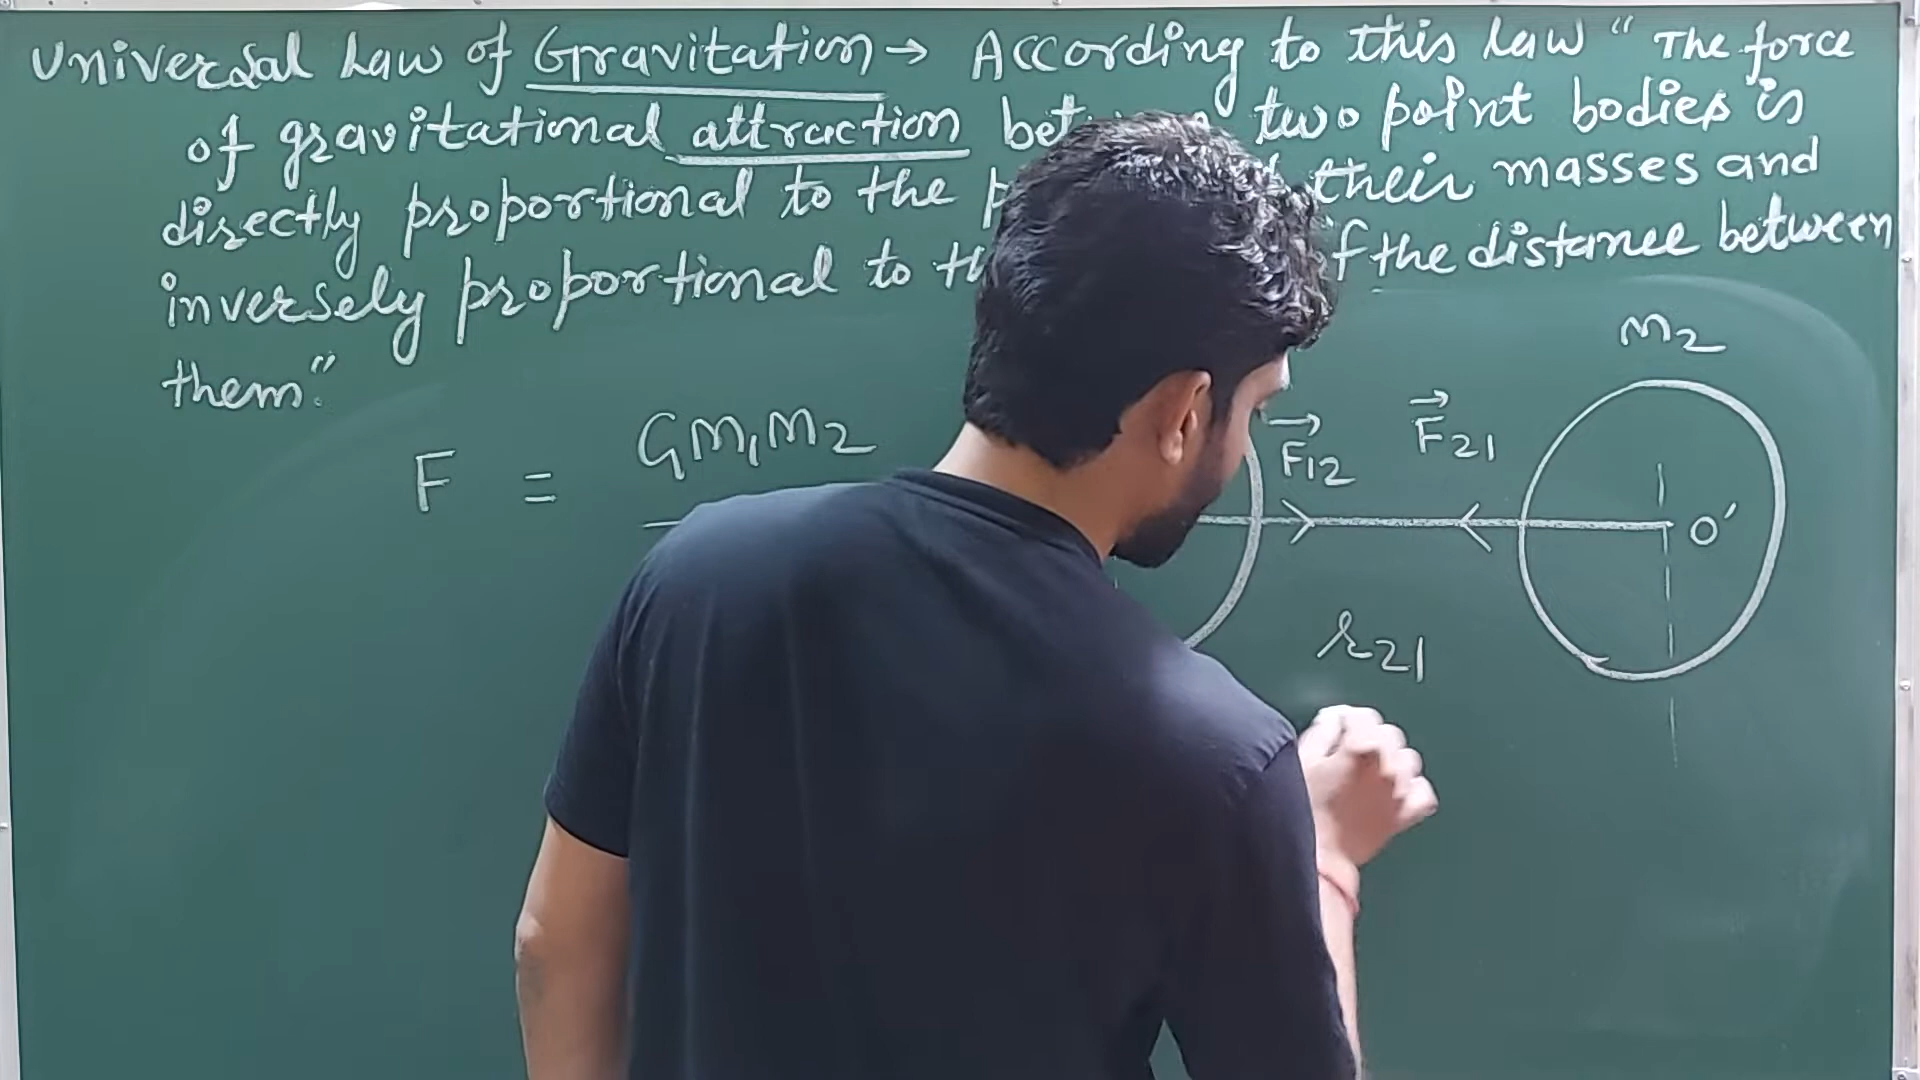 Universal Law of Gravitation → According to this law “ The force
of gravitational attraction two point bodies is
directly proportional to the their masses and
inversely proportional to the distance between
them.”
M2
F = GM1M2
F12
F21
O'
r21